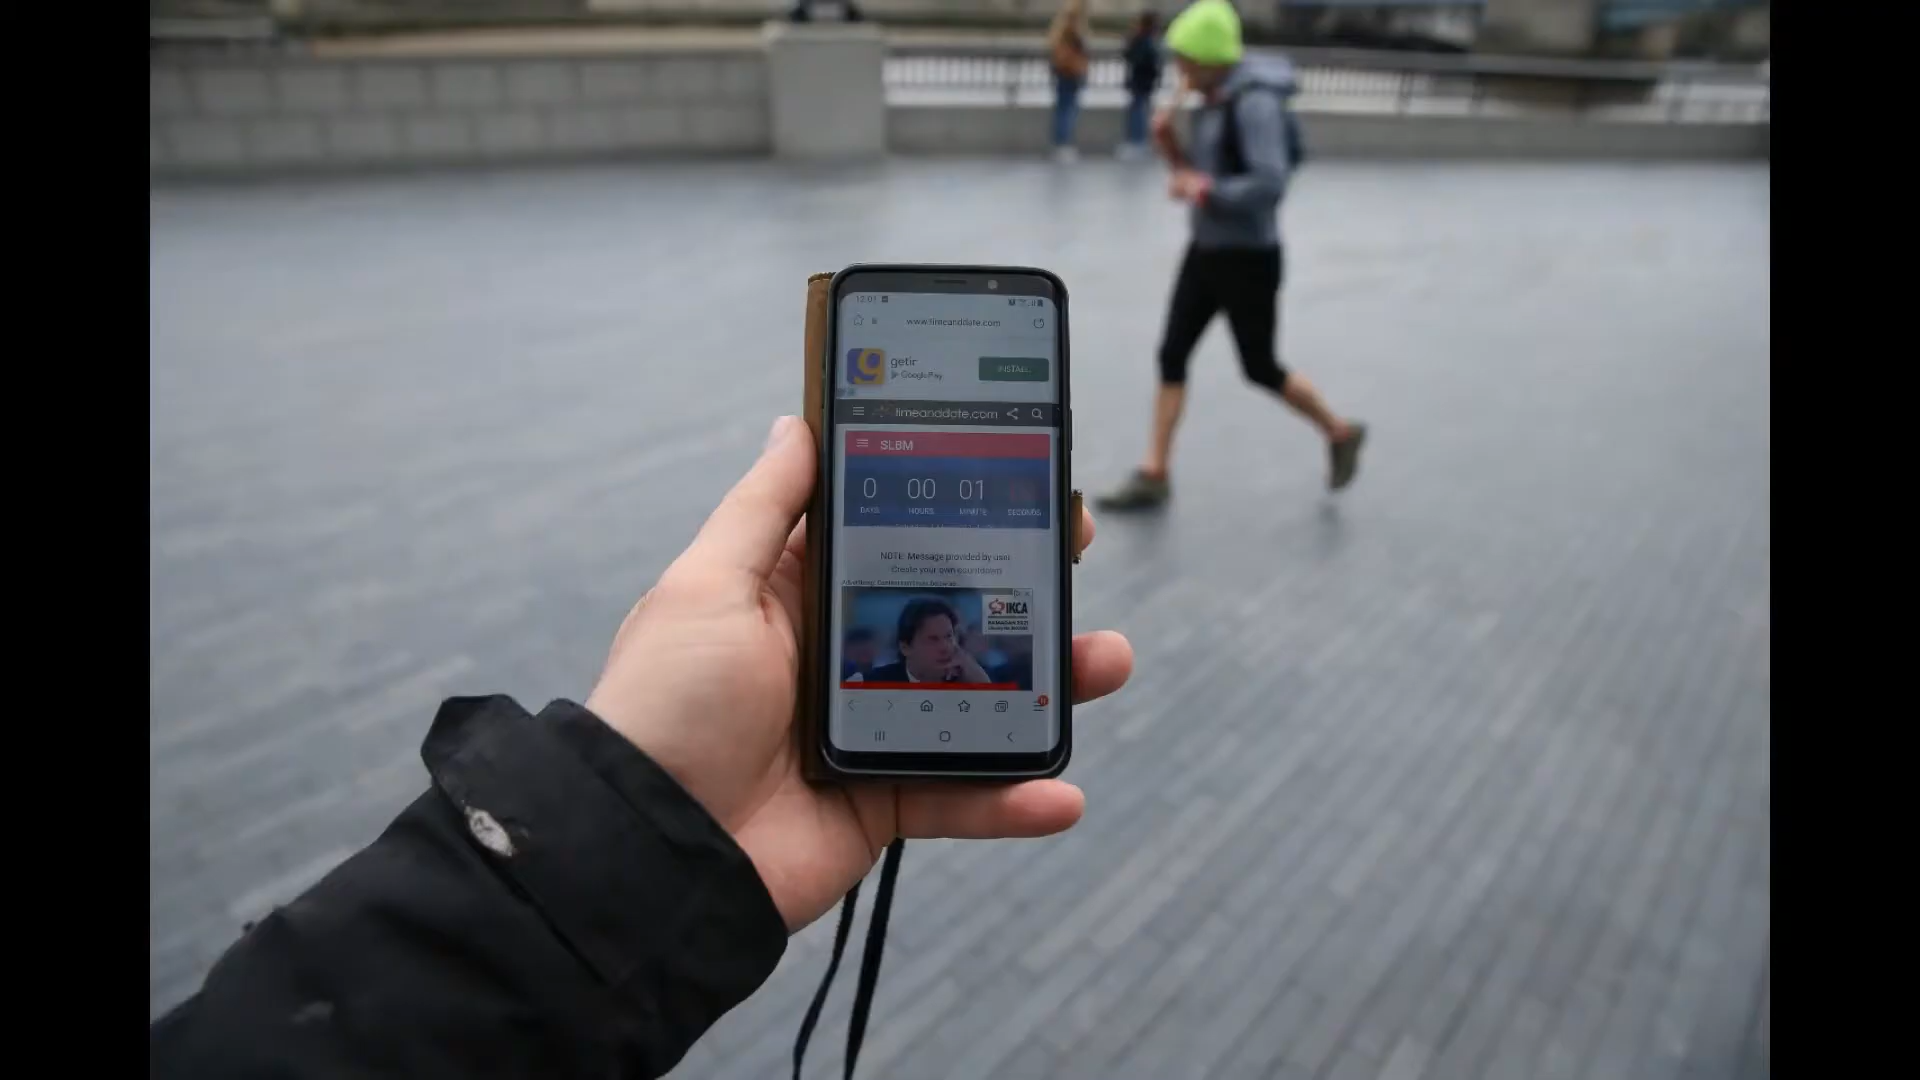 12:01
www.timeanddate.com
getir
Google Play
INSTALL
timeanddate.com
SLBM
0 00 01
DAYS HOURS MINUTE SECONDS
NOTE: Message provided by user
Create your own countdown
IKCA